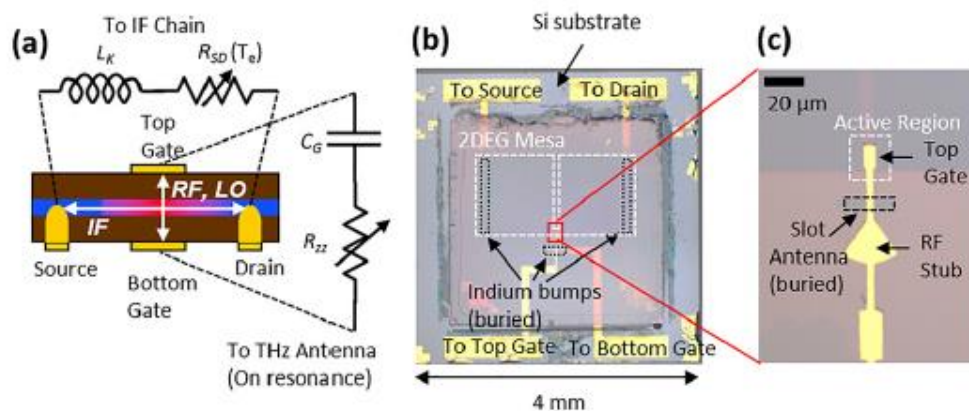 (a)
To IF Chain
L_K
R_SD (T_e)
Top
Gate
RF, LO
IF
Source
Bottom
Gate
Drain
C_G
R_zz
To THz Antenna
(On resonance)
(b)
Si substrate
To Source
To Drain
2DEG Mesa
Indium bumps
(buried)
To Top Gate
To Bottom Gate
4 mm
(c)
20 µm
Active Region
Top
Gate
Slot
Antenna
(buried)
RF
Stub